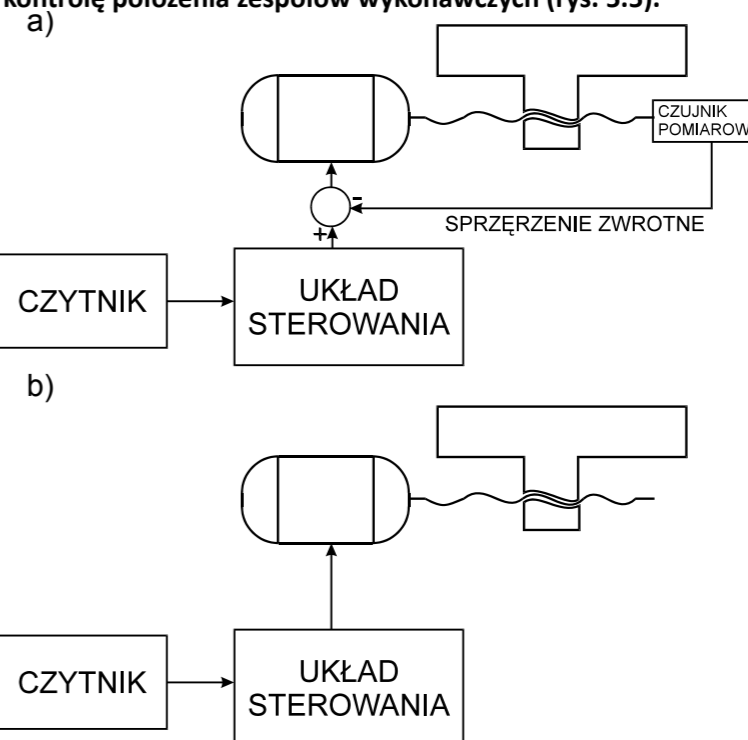 kontrolę położenia zespołów wykonawczych (rys. 5.5).
a)
CZUJNIK
POMIAROW
-
SPRZĘRZENIE ZWROTNE
+
CZYTNIK
UKŁAD
STEROWANIA
b)
CZYTNIK
UKŁAD
STEROWANIA